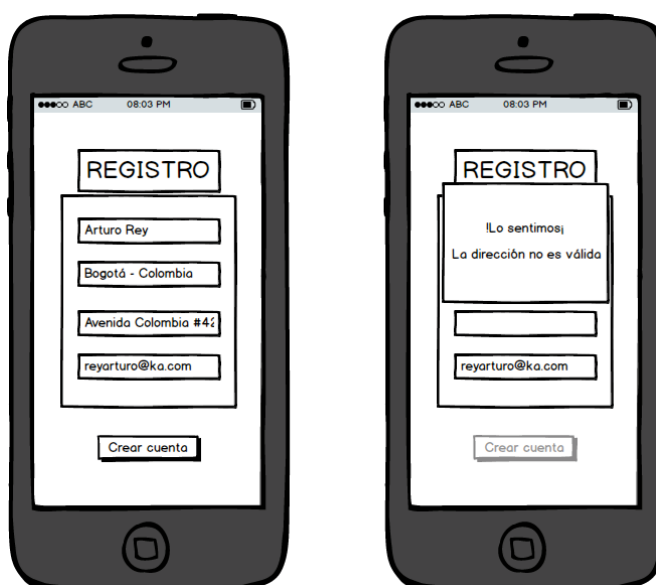 ABC 08:03 PM
REGISTRO
Arturo Rey
Bogotá - Colombia
Avenida Colombia #42
reyarturo@ka.com
Crear cuenta
ABC 08:03 PM
REGISTRO
!Lo sentimos¡
La dirección no es válida
reyarturo@ka.com
Crear cuenta